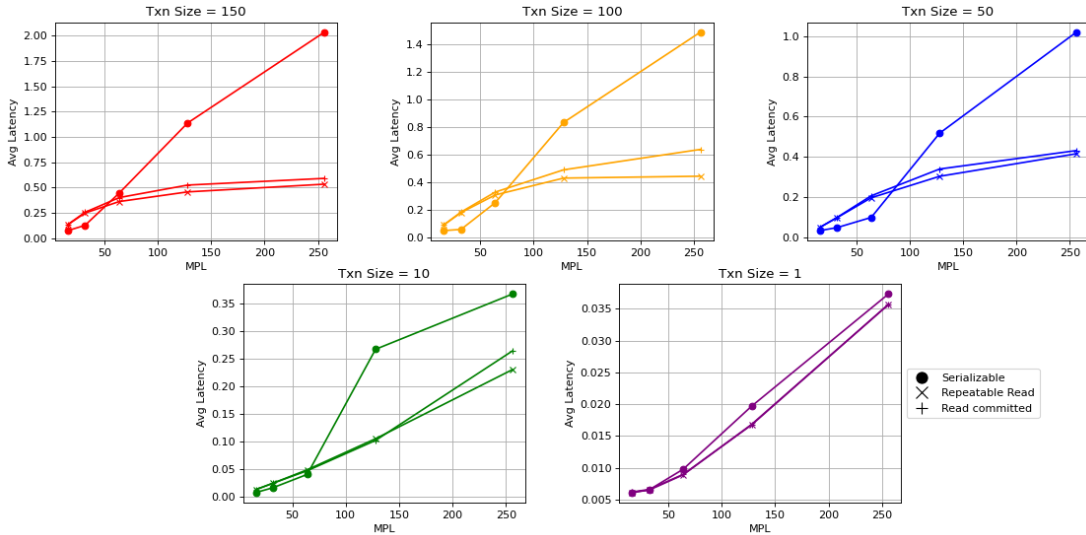 Txn Size = 150
2.00
1.75
1.50
1.25
1.00
0.75
0.50
0.25
0.00
Avg Latency
50 100 150 200 250
MPL
Txn Size = 100
1.4
1.2
1.0
0.8
0.6
0.4
0.2
0.0
Avg Latency
50 100 150 200 250
MPL
Txn Size = 50
1.0
0.8
0.6
0.4
0.2
0.0
Avg Latency
50 100 150 200 250
MPL
Txn Size = 10
0.35
0.30
0.25
0.20
0.15
0.10
0.05
0.00
Avg Latency
50 100 150 200 250
MPL
Txn Size = 1
0.035
0.030
0.025
0.020
0.015
0.010
0.005
Avg Latency
50 100 150 200 250
MPL
Serializable
Repeatable Read
Read committed